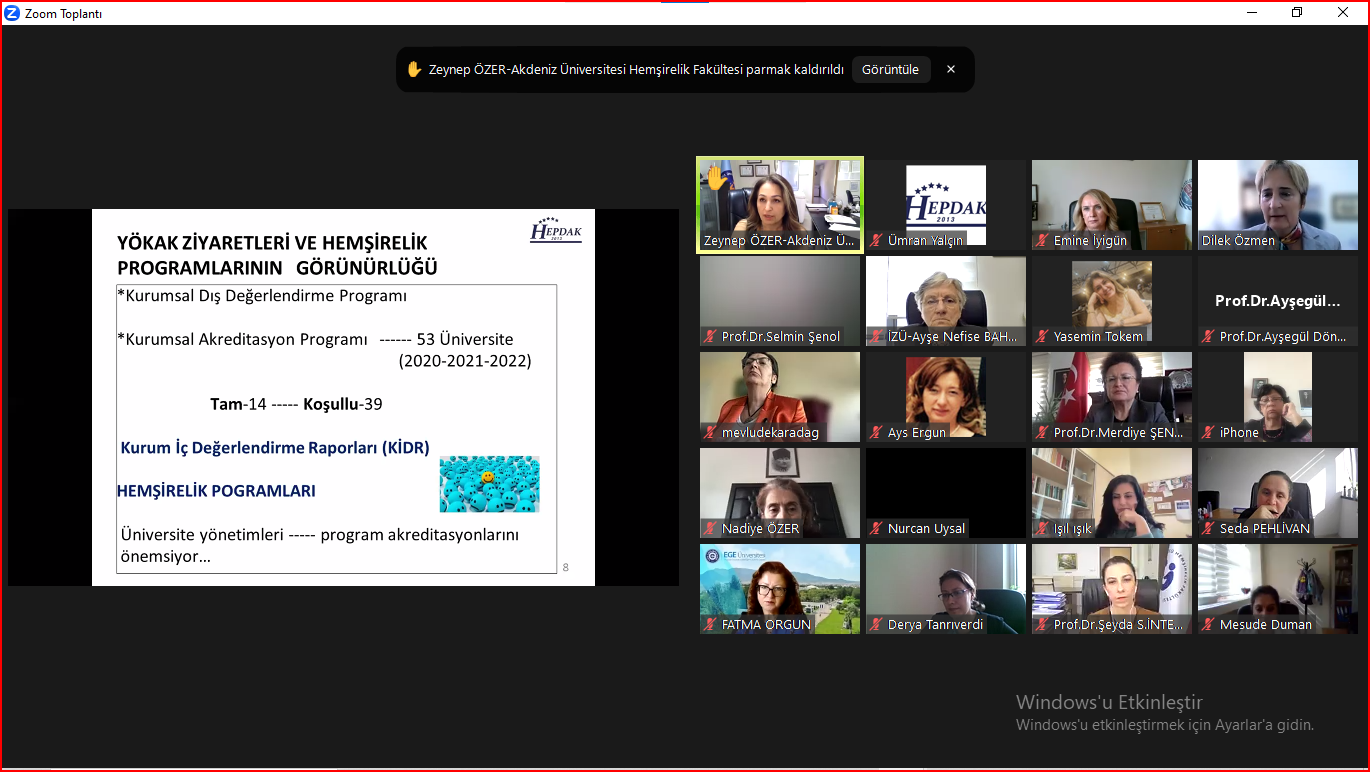 Zoom Toplantı
Zeynep ÖZER-Akdeniz Üniversitesi Hemşirelik Fakültesi parmak kaldırıldı Görüntüle
HEPDAK
2013
YÖKAK ZİYARETLERİ VE HEMŞİRELİK
PROGRAMLARININ GÖRÜNÜRLÜĞÜ
*Kurumsal Dış Değerlendirme Programı
*Kurumsal Akreditasyon Programı ------ 53 Üniversite
(2020-2021-2022)
Tam-14 ----- Koşullu-39
Kurum İç Değerlendirme Raporları (KİDR)
HEMŞİRELİK POGRAMLARI
Üniversite yönetimleri ----- program akreditasyonlarını
önemsiyor...
8
Zeynep ÖZER-Akdeniz Ü...
HEPDAK
2013
Ümran Yalçın
Emine İyigün
Dilek Özmen
Prof.Dr.Selmin Şenol
İZÜ-Ayşe Nefise BAH...
Yasemin Tokem
Prof.Dr.Ayşegül...
Prof.Dr.Ayşegül Dön...
mevludekaradag
Ays Ergun
Prof.Dr.Merdiye ŞEN...
iPhone
Nadiye ÖZER
Nurcan Uysal
Işıl ışık
Seda PEHLİVAN
EGE Üniversitesi
FATMA ORGUN
Derya Tanrıverdi
Prof.Dr.Şeyda S.İNTE...
Mesude Duman
Windows'u Etkinleştir
Windows'u etkinleştirmek için Ayarlar'a gidin.